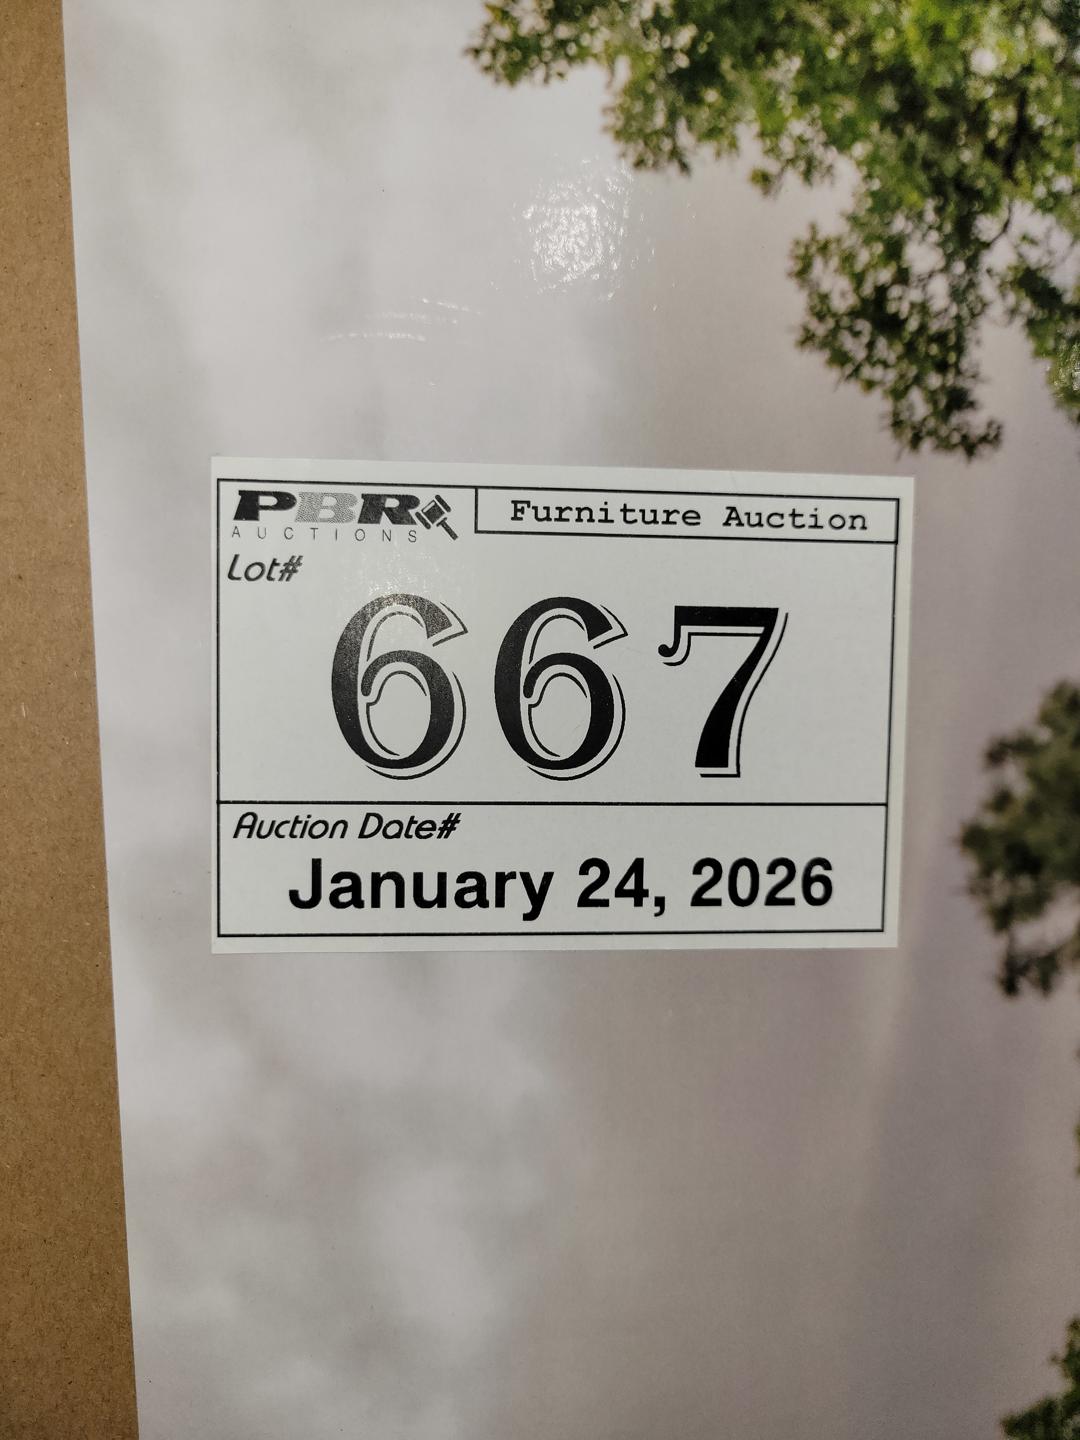 PBR Furniture Auction
AUCTIONS
Lot#
667
Auction Date#
January 24, 2026